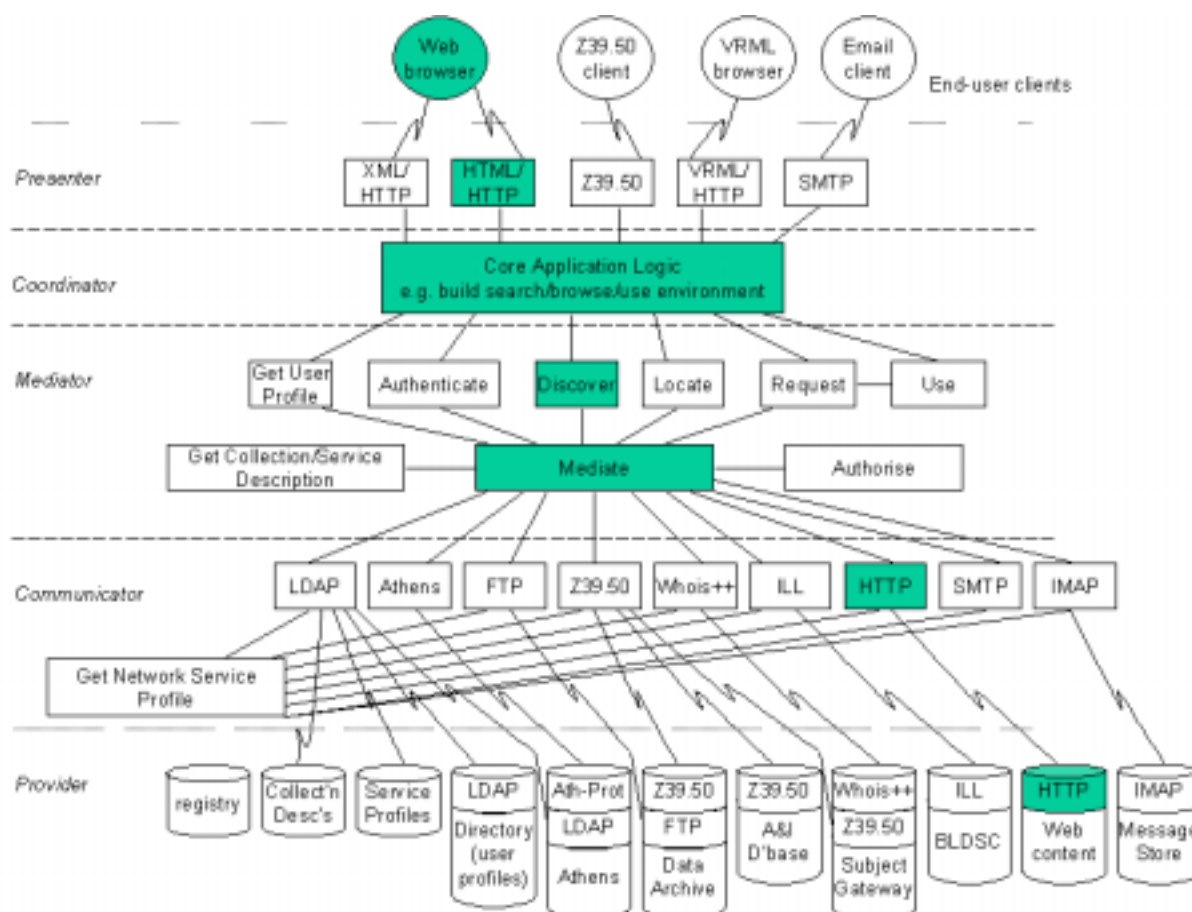 Web
browser
Z39.50
client
VRML
browser
Email
client
End-user clients
Presenter
XML/
HTTP
HTML/
HTTP
Z39.50
VRML/
HTTP
SMTP
Coordinator
Core Application Logic
e.g. build search/browse/use environment
Mediator
Get User
Profile
Authenticate
Discover
Locate
Request
Use
Get Collection/Service
Description
Mediate
Authorise
Communicator
LDAP
Athens
FTP
Z39.50
Whois++
ILL
HTTP
SMTP
IMAP
Get Network Service
Profile
Provider
registry
Collect'n
Desc's
Service
Profiles
LDAP
Directory
(user
profiles)
Ath-Prot
LDAP
Athens
Z39.50
FTP
Data
Archive
Z39.50
A&I
D'base
Whois++
Z39.50
Subject
Gateway
ILL
BLDSC
HTTP
Web
content
IMAP
Message
Store